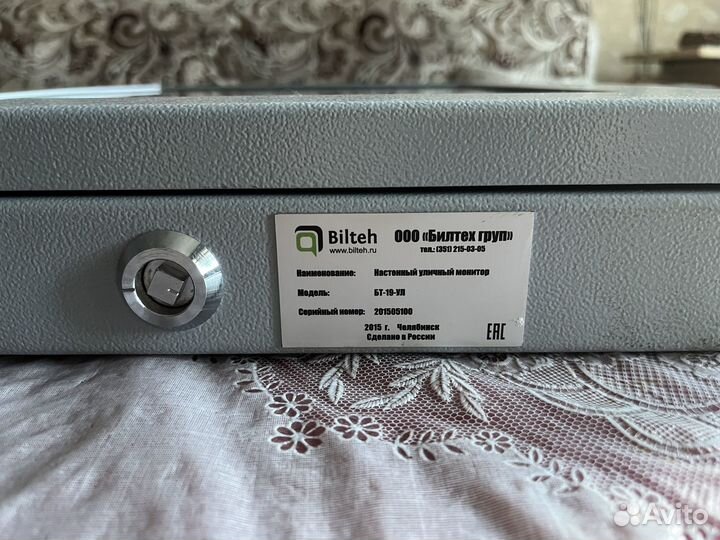 Bilteh
www.bilteh.ru
ООО «Билтех груп»
тел.: (351) 215-03-05
Наименование: Настонный уличный монитор
Модель: БТ-19-УЛ
Серийный номер: 201505100
2015 г. Челябинск
Сделано в России
EAC
Avito